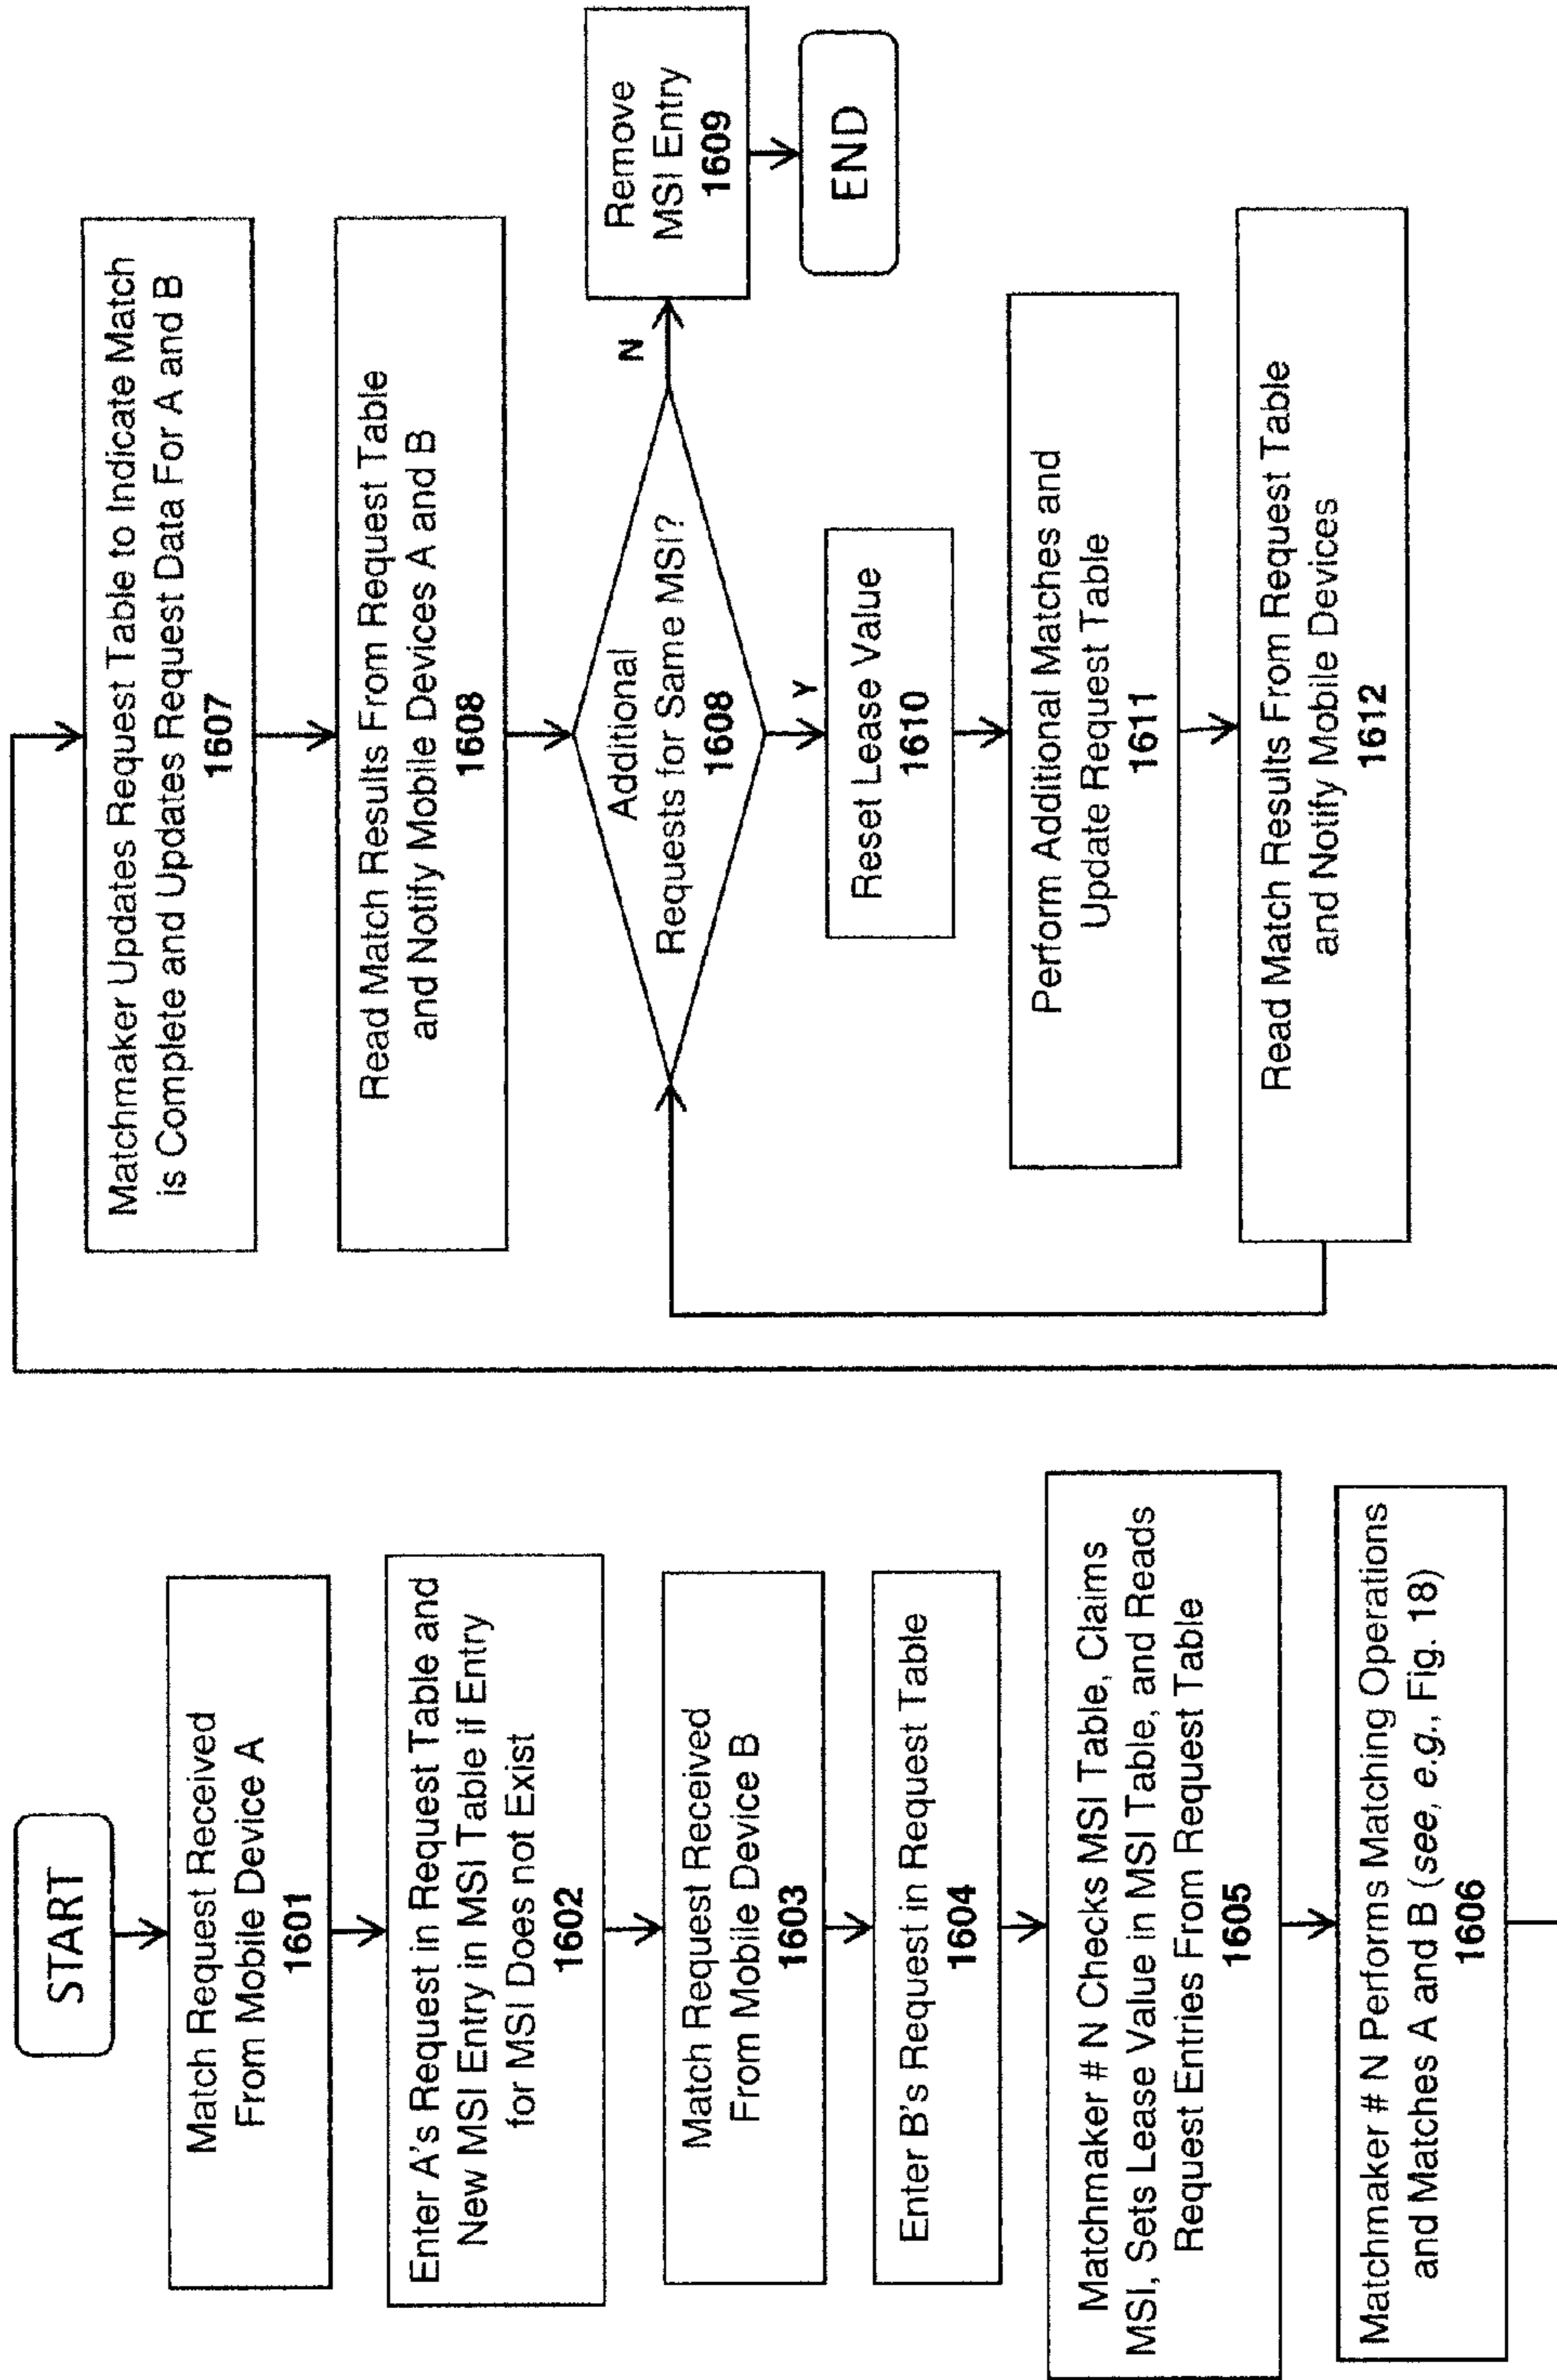 START
Match Request Received
From Mobile Device A
1601
Enter A's Request in Request Table and
New MSI Entry in MSI Table if Entry
for MSI Does not Exist
1602
Match Request Received
From Mobile Device B
1603
Enter B's Request in Request Table
1604
Matchmaker # N Checks MSI Table, Claims
MSI, Sets Lease Value in MSI Table, and Reads
Request Entries From Request Table
1605
Matchmaker # N Performs Matching Operations
and Matches A and B (see, e.g., Fig. 18)
1606
Matchmaker Updates Request Table to Indicate Match
is Complete and Updates Request Data For A and B
1607
Read Match Results From Request Table
and Notify Mobile Devices A and B
1608
Additional
Requests for Same MSI?
1608
N
Remove
MSI Entry
1609
END
Y
Reset Lease Value
1610
Perform Additional Matches and
Update Request Table
1611
Read Match Results From Request Table
and Notify Mobile Devices
1612